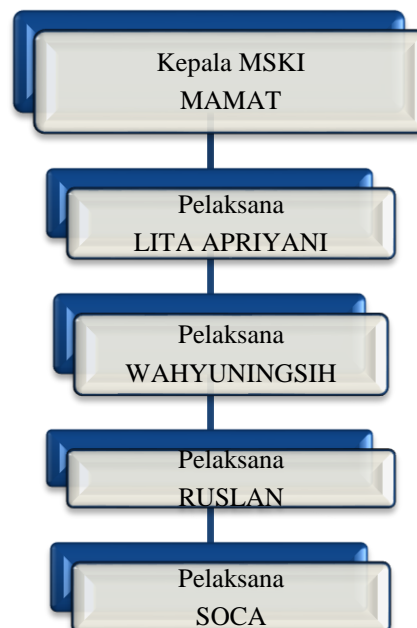 Kepala MSKI
MAMAT
Pelaksana
LITA APRIYANI
Pelaksana
WAHYUNINGSIH
Pelaksana
RUSLAN
Pelaksana
SOCA